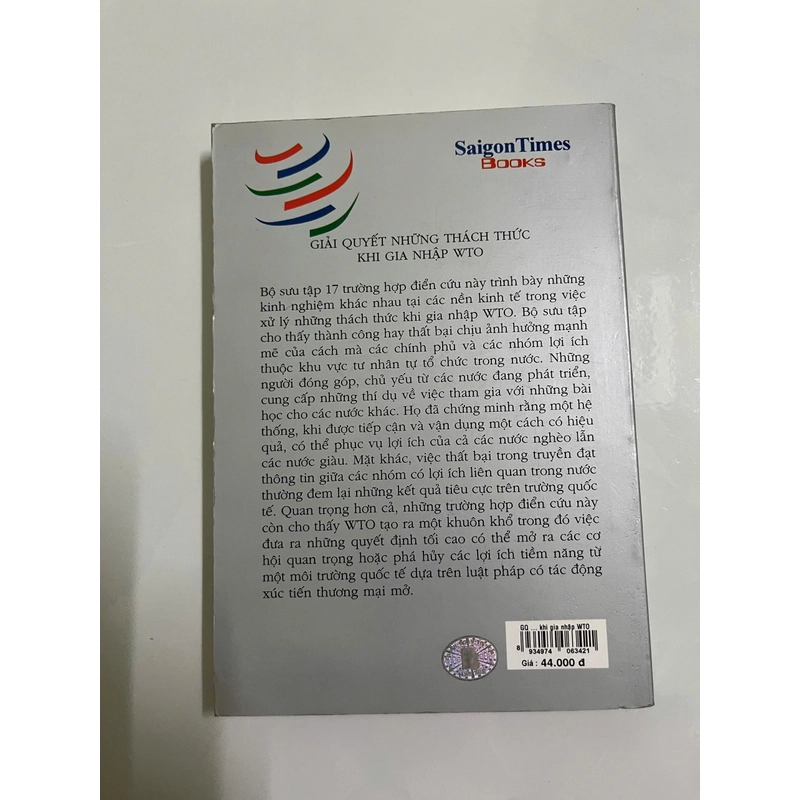 SaigonTimes
BOOKS
GIẢI QUYẾT NHỮNG THÁCH THỨC
KHI GIA NHẬP WTO
Bộ sưu tập 17 trường hợp điển cứu này trình bày những
kinh nghiệm khác nhau tại các nền kinh tế trong việc
xử lý những thách thức khi gia nhập WTO. Bộ sưu tập
cho thấy thành công hay thất bại chịu ảnh hưởng mạnh
mẽ của cách mà các chính phủ và các nhóm lợi ích
thuộc khu vực tư nhân tự tổ chức trong nước. Những
người đóng góp, chủ yếu từ các nước đang phát triển,
cung cấp những thí dụ về việc tham gia với những bài
học cho các nước khác. Họ đã chứng minh rằng một hệ
thống, khi được tiếp cận và vận dụng một cách có hiệu
quả, có thể phục vụ lợi ích của cả các nước nghèo lẫn
các nước giàu. Mặt khác, việc thất bại trong truyền đạt
thông tin giữa các nhóm có lợi ích liên quan trong nước
thường đem lại những kết quả tiêu cực trên trường quốc
tế. Quan trọng hơn cả, những trường hợp điển cứu này
còn cho thấy WTO tạo ra một khuôn khổ trong đó việc
đưa ra những quyết định tối cao có thể mở ra các cơ
hội quan trọng hoặc phá hủy các lợi ích tiềm năng từ
một môi trường quốc tế dựa trên luật pháp có tác động
xúc tiến thương mại mở.
GQ ... khi gia nhập WTO
8 934974 063421
Giá : 44.000 đ